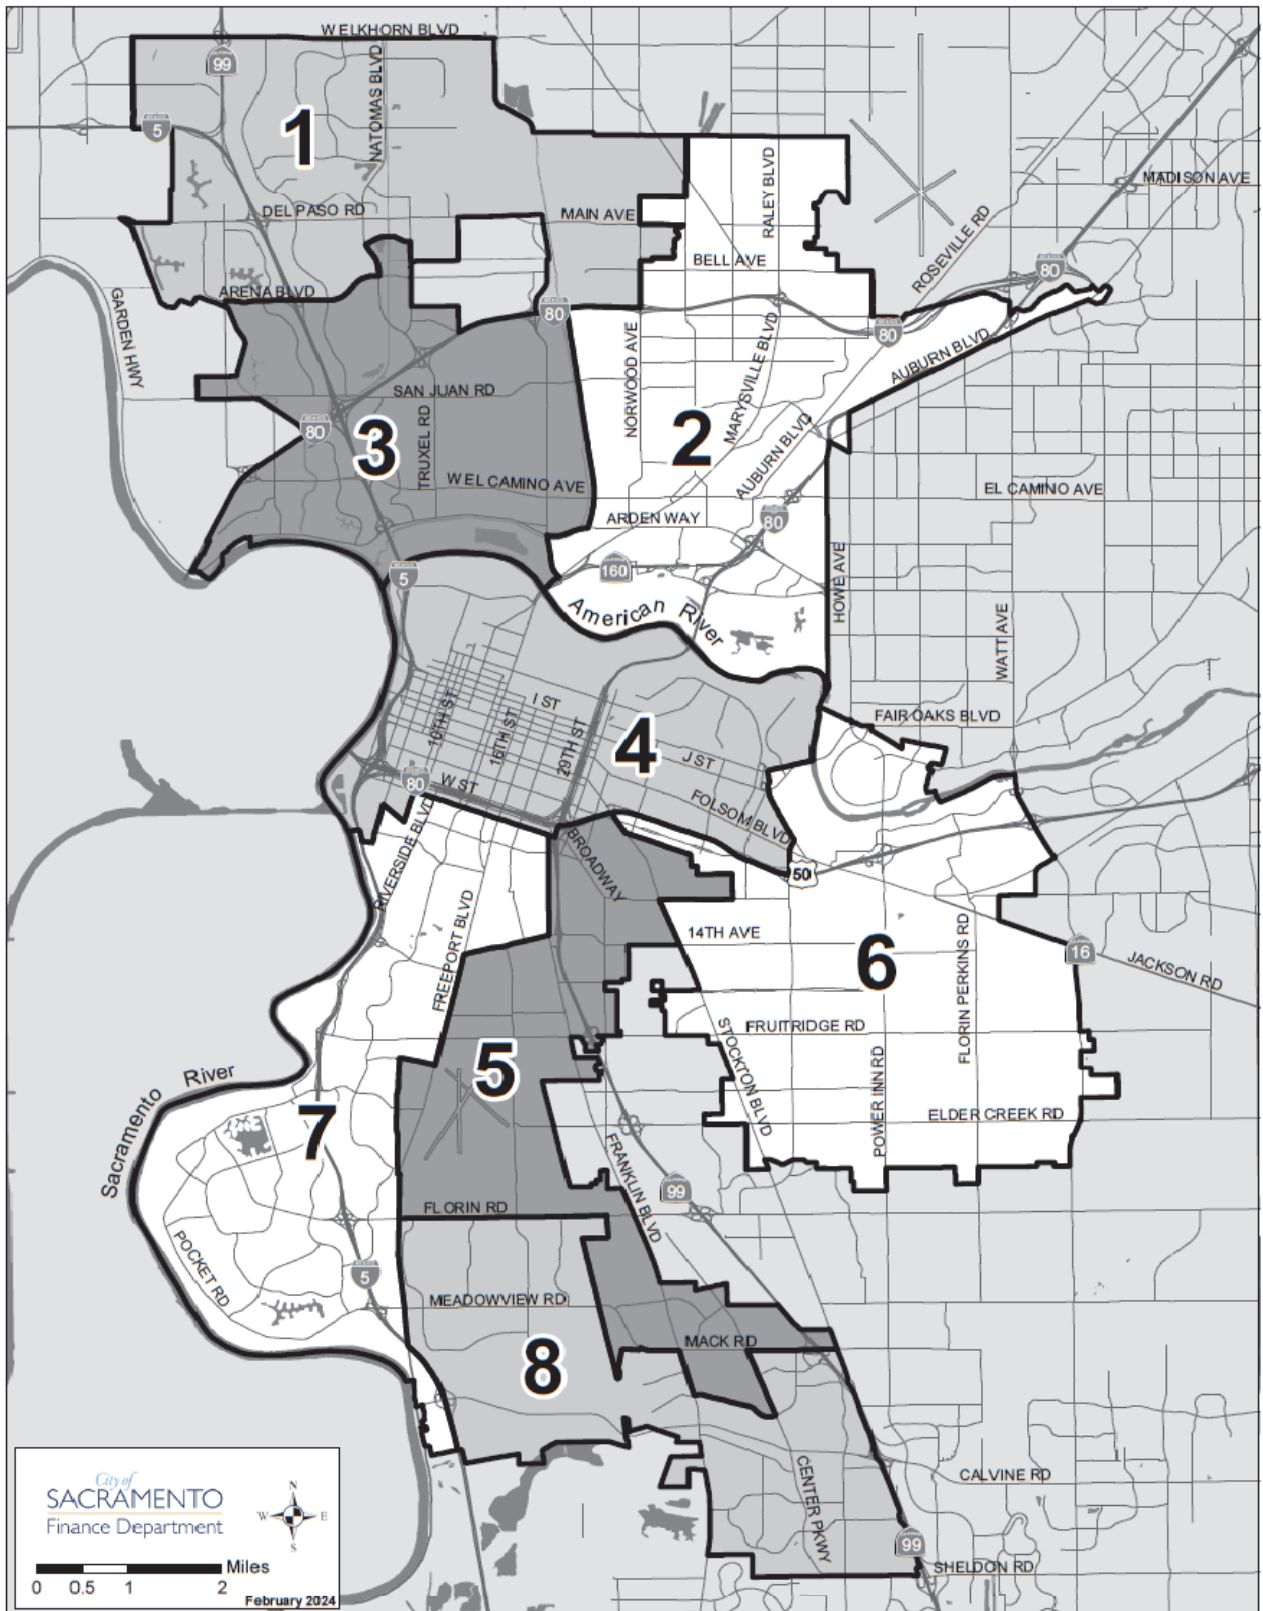 W ELKHORN BLVD
99
NATOMAS BLVD
1
5
RALEY BLVD
MADISON AVE
DEL PASO RD
MAIN AVE
ROSEVILLE RD
BELL AVE
80
ARENA BLVD
GARDEN HWY
80
80
NORWOOD AVE
MARYSVILLE BLVD
AUBURN BLVD
SAN JUAN RD
80
3
TRUXEL RD
2
AUBURN BLVD
W EL CAMINO AVE
EL CAMINO AVE
ARDEN WAY
80
160
5
HOWE AVE
American River
WATT AVE
I ST
10TH ST
16TH ST
29TH ST
FAIR OAKS BLVD
4
J ST
80
W ST
FOLSOM BLVD
RIVERSIDE BLVD
BROADWAY
50
FREEPORT BLVD
14TH AVE
6
FLORIN PERKINS RD
16
JACKSON RD
STOCKTON BLVD
FRUITRIDGE RD
5
Sacramento River
7
POWER INN RD
ELDER CREEK RD
FRANKLIN BLVD
99
FLORIN RD
POCKET RD
5
MEADOWVIEW RD
MACK RD
8
CENTER PKWY
CALVINE RD
99
SHELDON RD
City of
SACRAMENTO
Finance Department
N
W E
S
Miles
0 0.5 1 2
February 2024